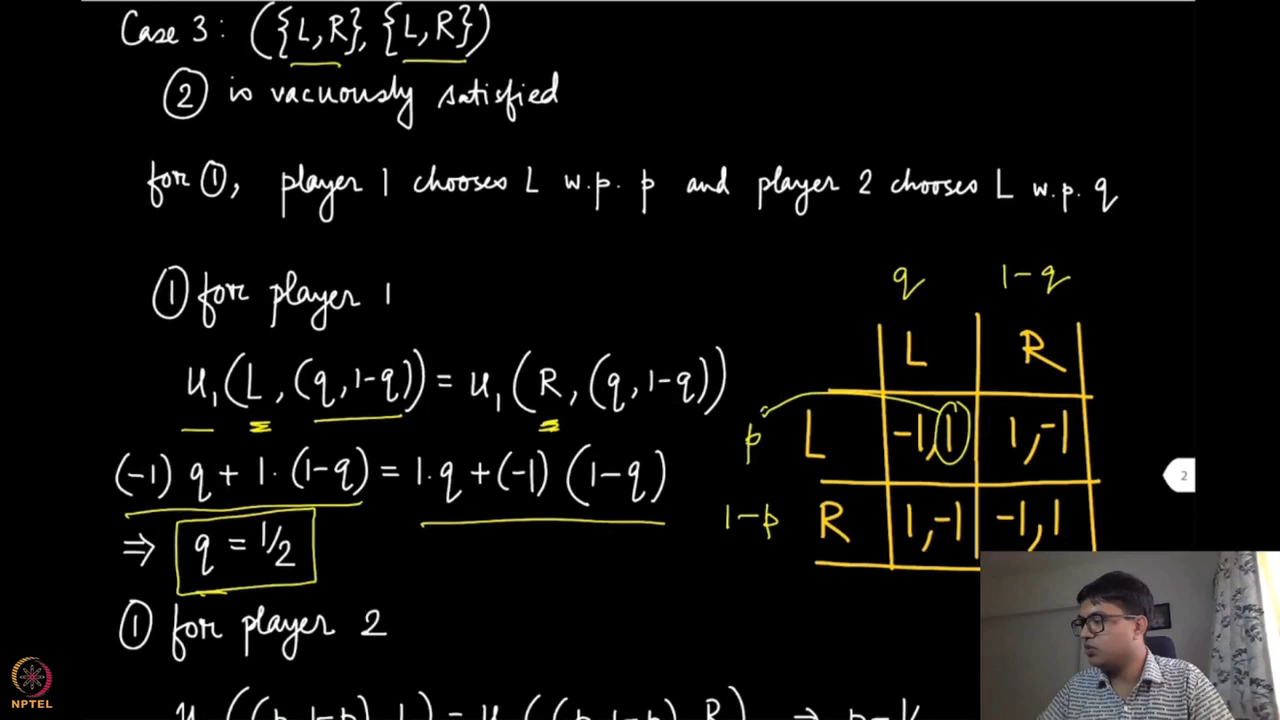 Case 3: ({L,R}, {L,R})
② is vacuously satisfied
for ①, player 1 chooses L w.p. p and player 2 chooses L w.p. q
① for player 1
u₁(L, (q, 1-q)) = u₁(R, (q, 1-q))
(-1) q + 1·(1-q) = 1·q + (-1) (1-q)
⇒ q = 1/2
q 1-q
L R
p L -1,1 1,-1
1-p R 1,-1 -1,1
2
① for player 2
NPTEL